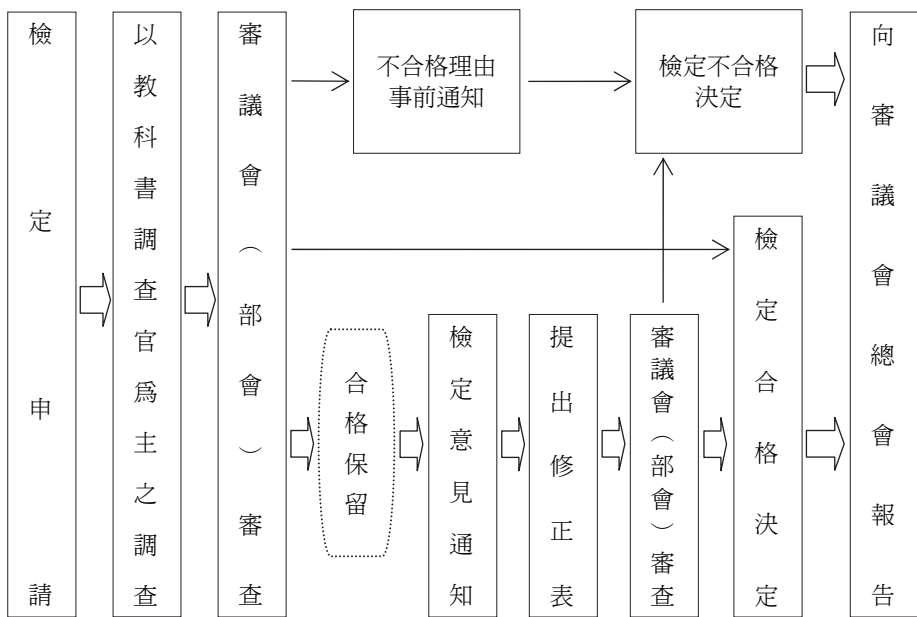 檢定申請
以教科書調查官爲主之調查
審議會（部會）審查
不合格理由
事前通知
檢定不合格
決定
合格保留
檢定意見通知
提出修正表
審議會（部會）審查
檢定合格決定
向審議會總會報告